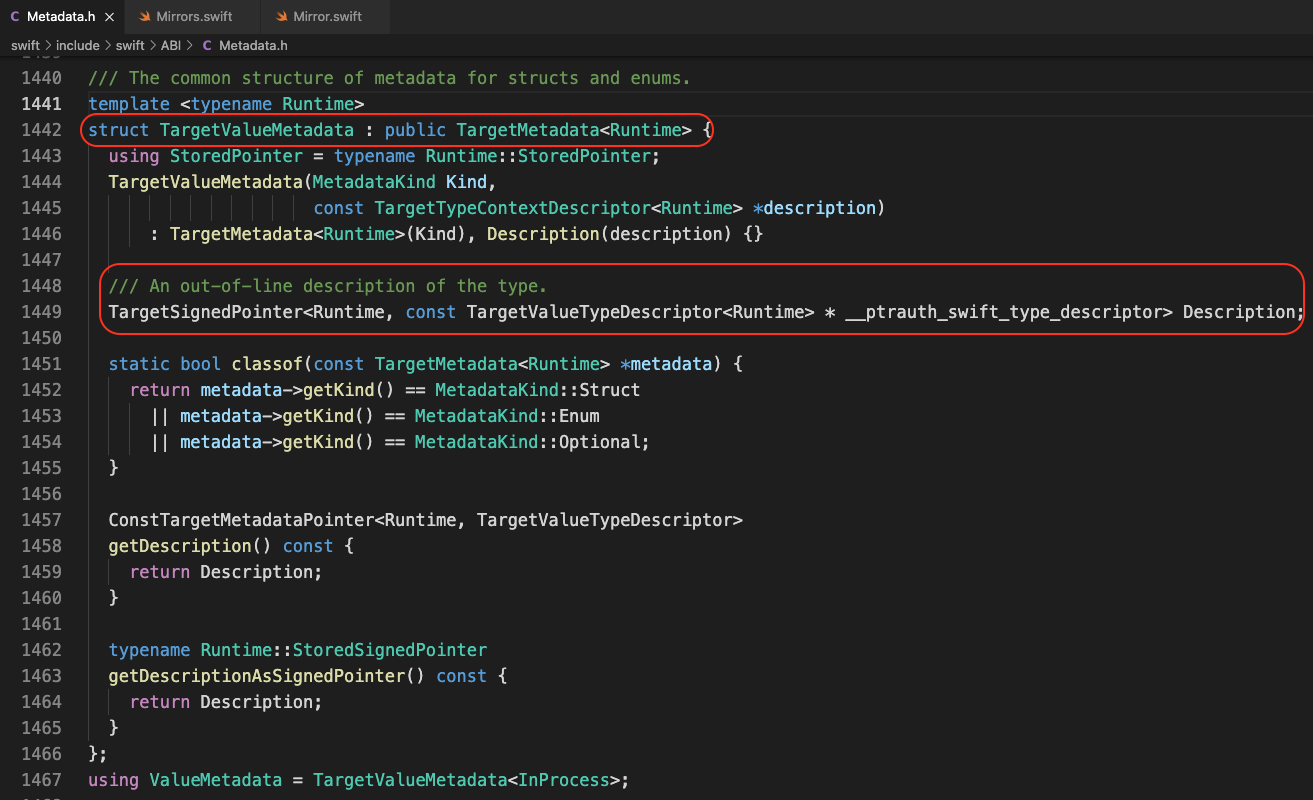 C Metadata.h × Mirrors.swift Mirror.swift
swift > include > swift > ABI > C Metadata.h
1440 /// The common structure of metadata for structs and enums.
1441 template <typename Runtime>
1442 struct TargetValueMetadata : public TargetMetadata<Runtime> {
1443   using StoredPointer = typename Runtime::StoredPointer;
1444   TargetValueMetadata(MetadataKind Kind,
1445                       const TargetTypeContextDescriptor<Runtime> *description)
1446       : TargetMetadata<Runtime>(Kind), Description(description) {}
1447
1448   /// An out-of-line description of the type.
1449   TargetSignedPointer<Runtime, const TargetValueTypeDescriptor<Runtime> * __ptrauth_swift_type_descriptor> Description;
1450
1451   static bool classof(const TargetMetadata<Runtime> *metadata) {
1452     return metadata->getKind() == MetadataKind::Struct
1453       || metadata->getKind() == MetadataKind::Enum
1454       || metadata->getKind() == MetadataKind::Optional;
1455   }
1456
1457   ConstTargetMetadataPointer<Runtime, TargetValueTypeDescriptor>
1458   getDescription() const {
1459     return Description;
1460   }
1461
1462   typename Runtime::StoredSignedPointer
1463   getDescriptionAsSignedPointer() const {
1464     return Description;
1465   }
1466 };
1467 using ValueMetadata = TargetValueMetadata<InProcess>;